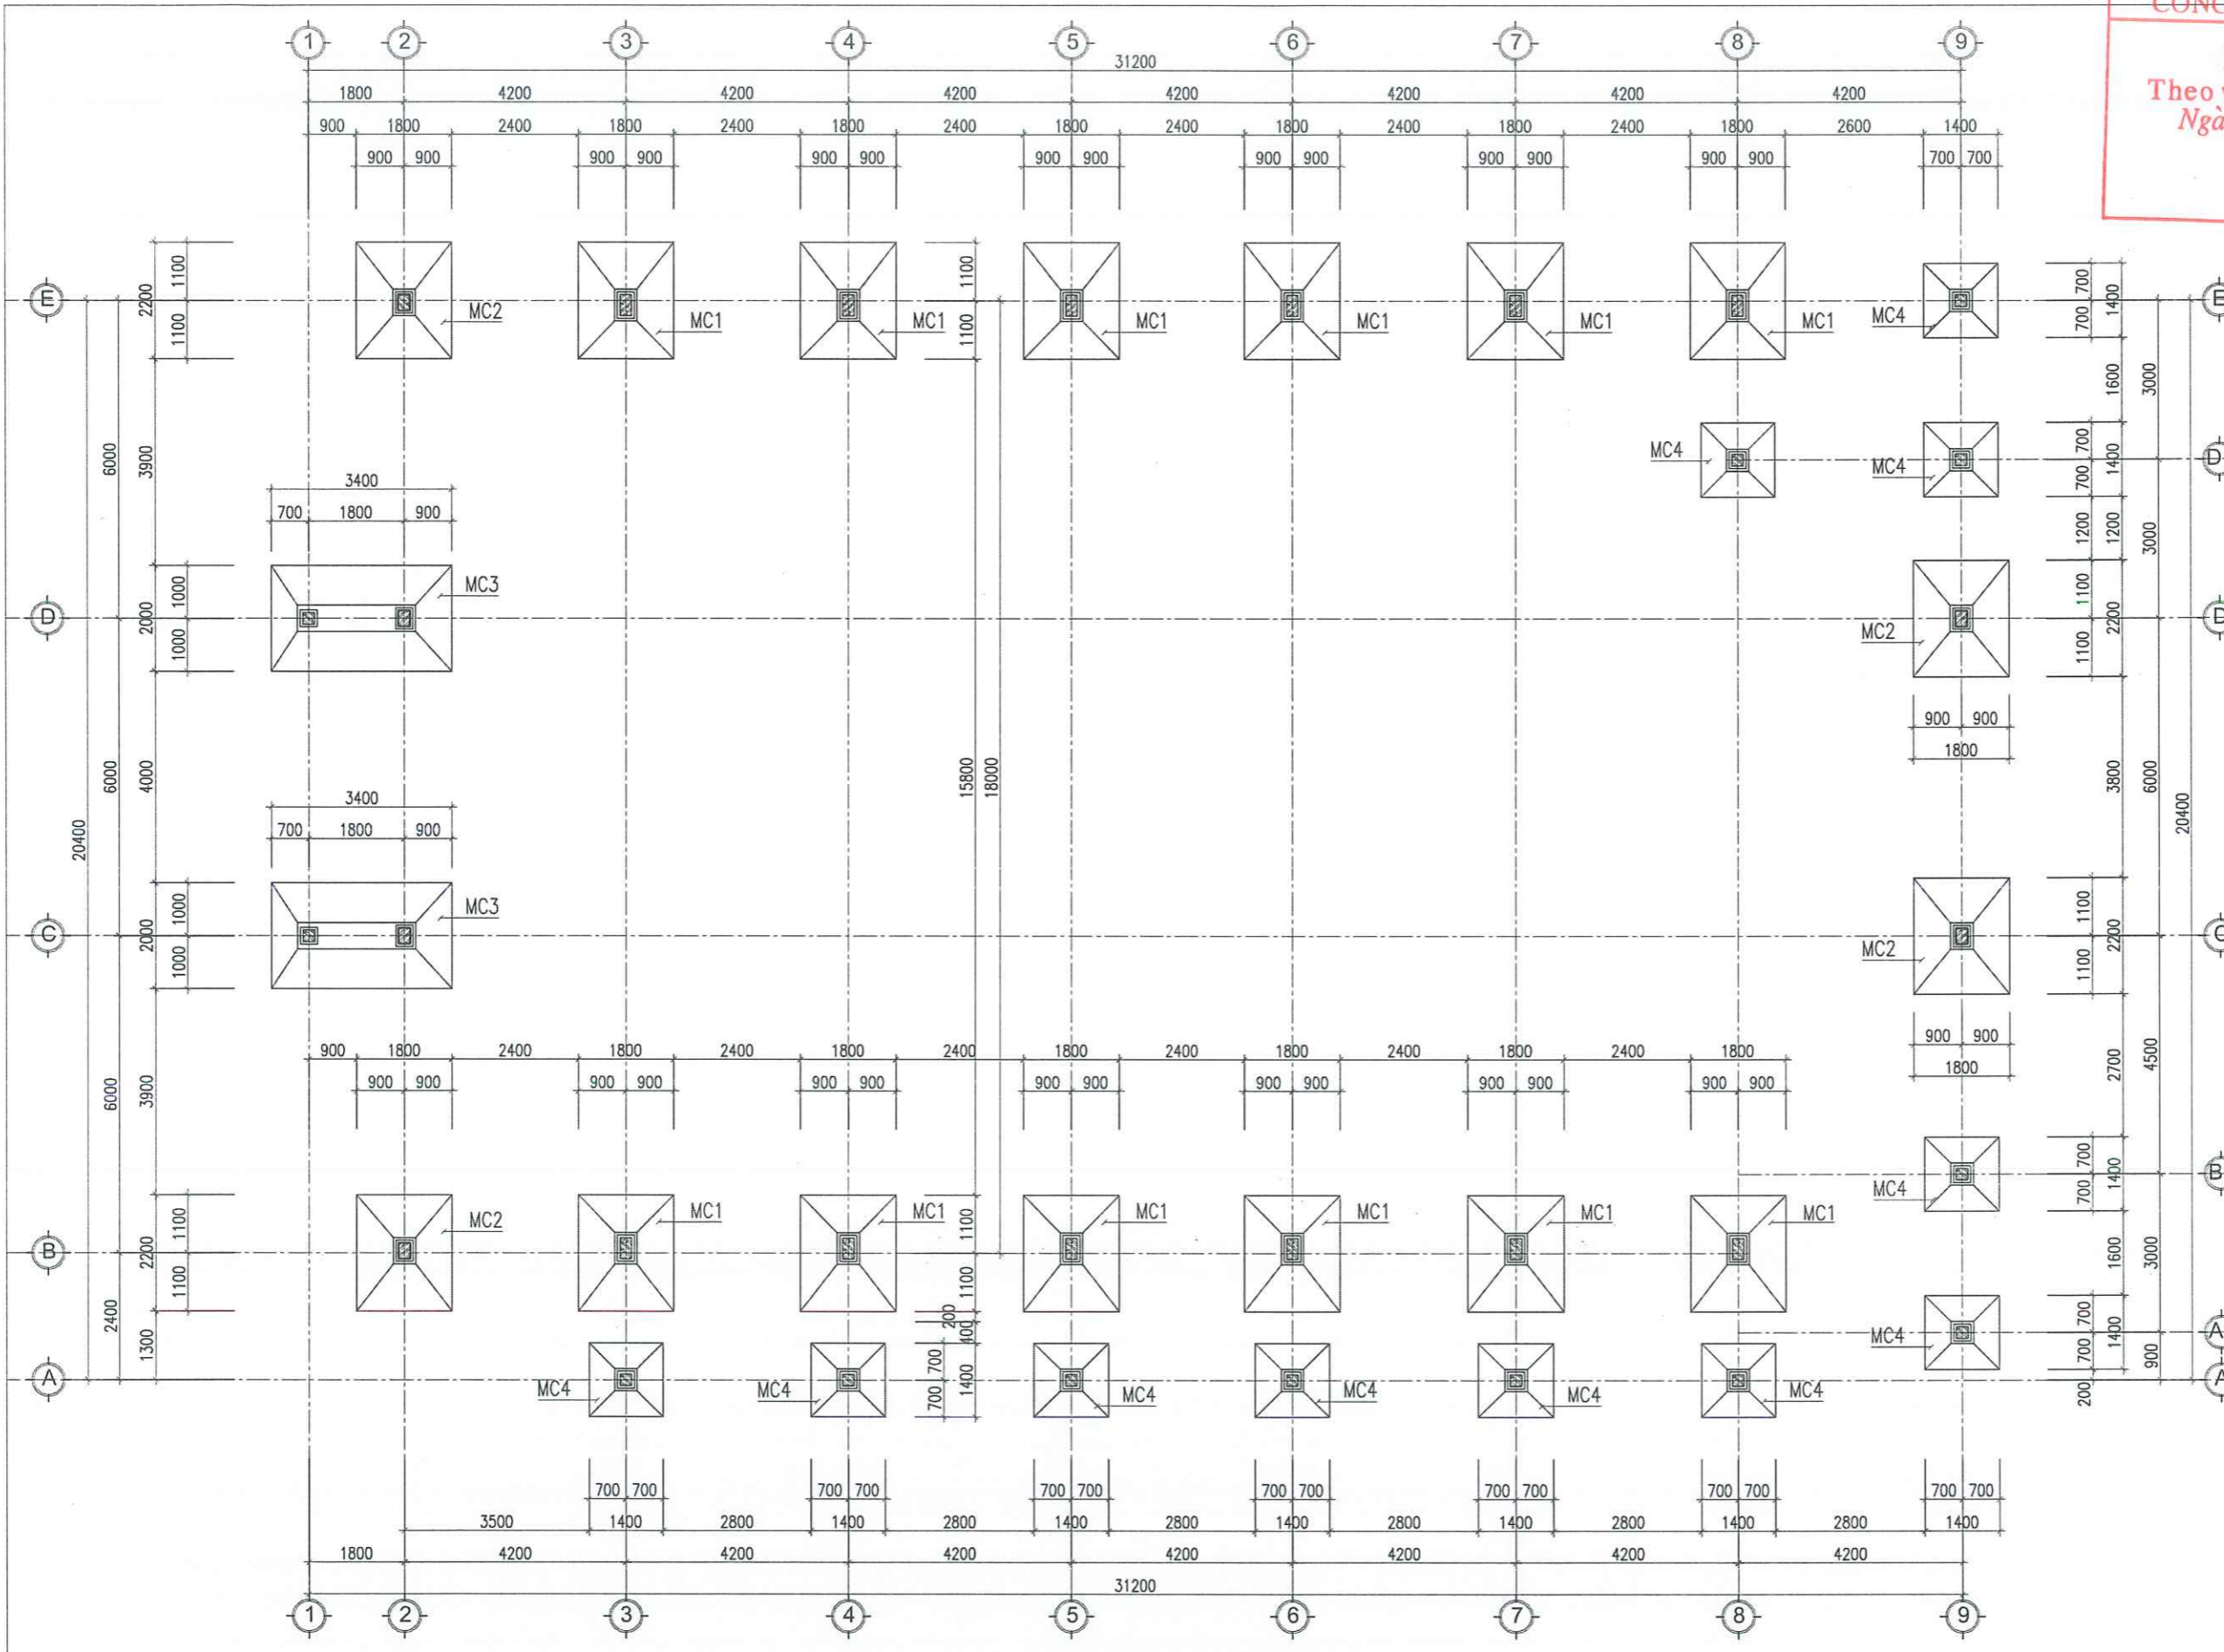 CÔNG
Theo
Ngà
1 2 3 4 5 6 7 8 9
31200
1800 4200 4200 4200 4200 4200 4200 4200
900 1800 2400 1800 2400 1800 2400 1800 2400 1800 2400 1800 2400 1800 2600 1400
900 900 900 900 900 900 900 900 900 900 900 900 900 900 700 700
E 1100 2200 1100 MC2 MC1 MC1 1100 1100 MC1 MC1 MC1 MC1 MC4 700 1400 700 E
6000 3900 MC4 MC4 1600 3000 700 1400 700 D
3400
700 1800 900 1200 1200 3000
D 1000 2000 1000 MC3 MC2 1100 2200 1100 D
900 900
1800
6000 4000 15800 18000 3800 6000
20400 20400
3400
700 1800 900
C 1000 2000 1000 MC3 MC2 1100 2200 1100 C
900 900
1800
900 1800 2400 1800 2400 1800 2400 1800 2400 1800 2400 1800 2400 1800
900 900 900 900 900 900 900 900 900 900 900 900 900 900
6000 3900 2700 4500
MC4 700 1400 700 B
B 1100 2200 1100 MC2 MC1 MC1 1100 1100 MC1 MC1 MC1 MC1 1600 3000
2400 1300 200 400 MC4 700 1400 700 A
A MC4 MC4 700 1400 700 MC4 MC4 MC4 MC4 900 200 A
700 700 700 700 700 700 700 700 700 700 700 700 700 700
3500 1400 2800 1400 2800 1400 2800 1400 2800 1400 2800 1400 2800 1400
1800 4200 4200 4200 4200 4200 4200 4200
31200
1 2 3 4 5 6 7 8 9